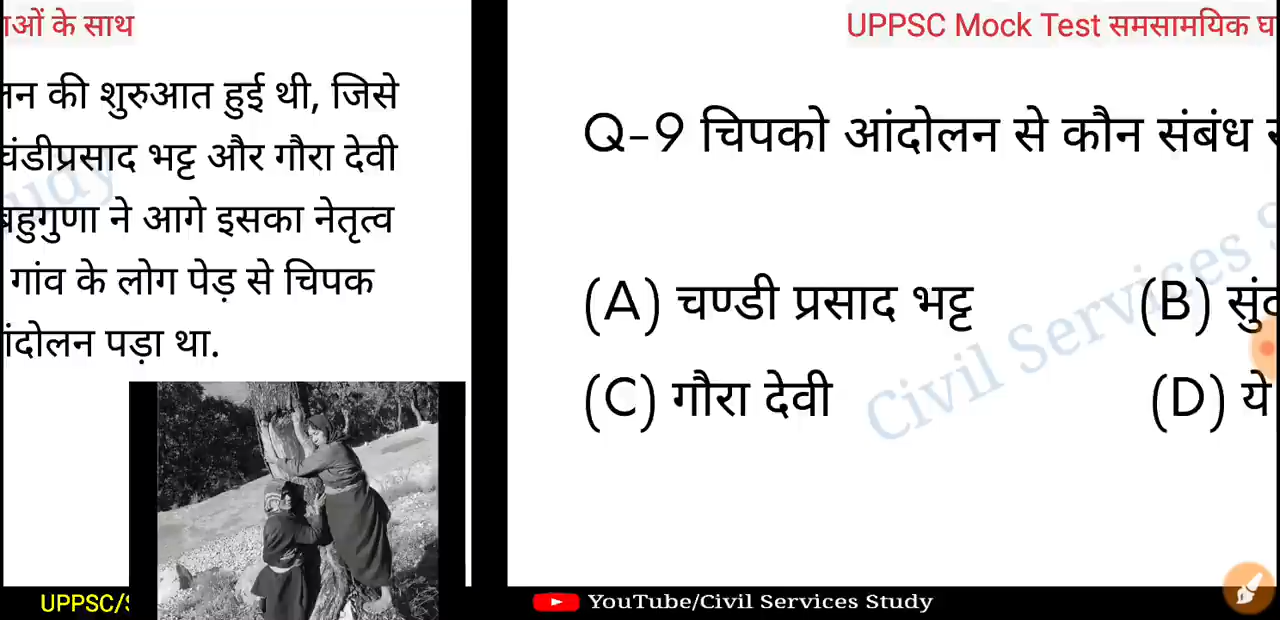 ाओं के साथ
की शुरुआत हुई थी, जिसे
चंडीप्रसाद भट्ट और गौरा देवी
बहुगुणा ने आगे इसका नेतृत्व
गांव के लोग पेड़ से चिपक
ांदोलन पड़ा था.
UPPSC/
UPPSC Mock Test समसामयिक घ
Q-9 चिपको आंदोलन से कौन संबंध
(A) चण्डी प्रसाद भट्ट
(B) सुं
(C) गौरा देवी
(D) ये
Civil Services
YouTube/Civil Services Study